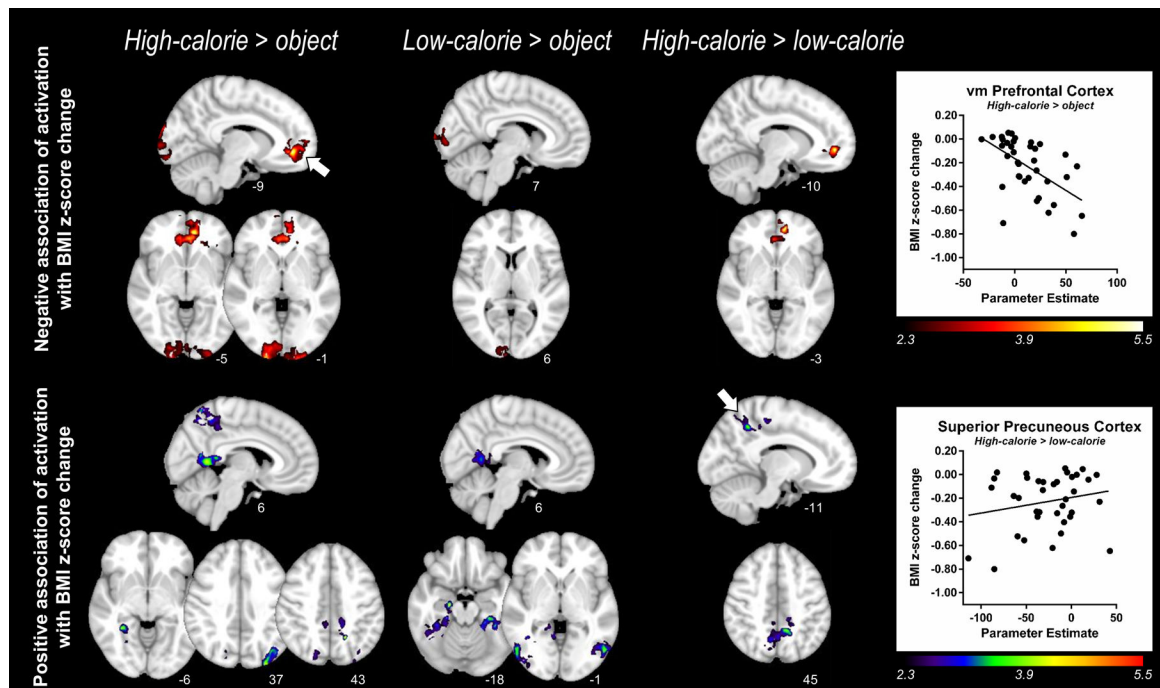 High-calorie > object
Low-calorie > object
High-calorie > low-calorie
Negative association of activation
with BMI z-score change
-9
7
-10
-5
-1
6
-3
vm Prefrontal Cortex
High-calorie > object
BMI z-score change
0.20
0.00
-0.20
-0.40
-0.60
-0.80
-1.00
-50
0
50
100
Parameter Estimate
2.3
3.9
5.5
Positive association of activation
with BMI z-score change
6
6
-11
-6
37
43
-18
-1
45
Superior Precuneous Cortex
High-calorie > low-calorie
BMI z-score change
0.20
0.00
-0.20
-0.40
-0.60
-0.80
-1.00
-100
-50
0
50
Parameter Estimate
2.3
3.9
5.5